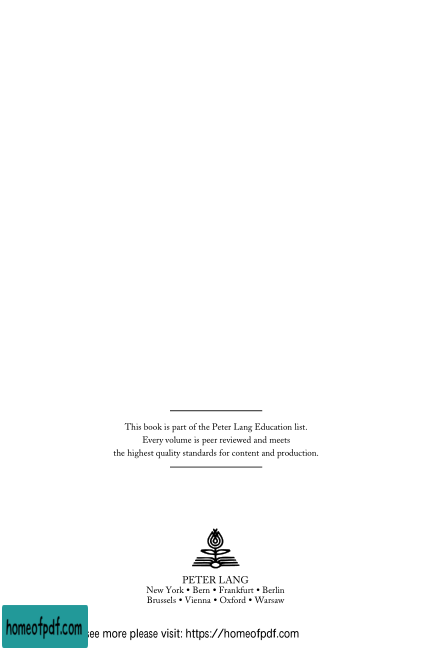 This book is part of the Peter Lang Education list.
Every volume is peer reviewed and meets
the highest quality standards for content and production.
PETER LANG
New York • Bern • Frankfurt • Berlin
Brussels • Vienna • Oxford • Warsaw
homeofpdf.com
see more please visit: https://homeofpdf.com